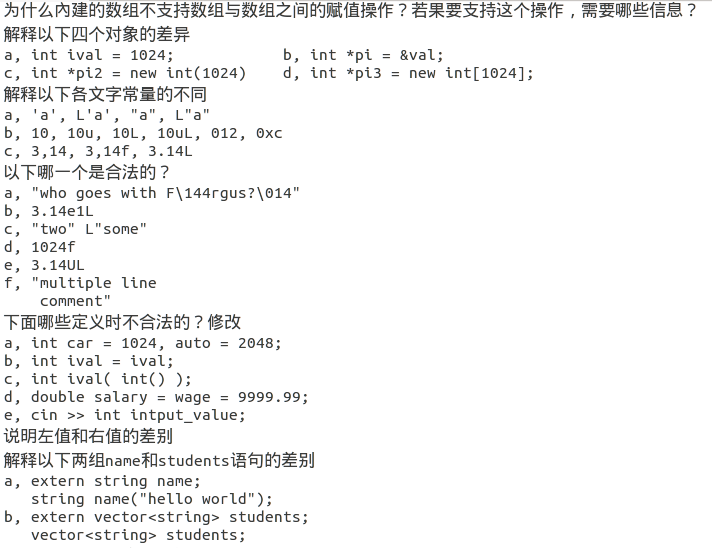 为什么內建的数组不支持数组与数组之间的赋值操作？若果要支持这个操作，需要哪些信息？
解释以下四个对象的差异
a, int ival = 1024;            b, int *pi = &val;
c, int *pi2 = new int(1024)    d, int *pi3 = new int[1024];
解释以下各文字常量的不同
a, 'a', L'a', "a", L"a"
b, 10, 10u, 10L, 10uL, 012, 0xc
c, 3,14, 3,14f, 3.14L
以下哪一个是合法的？
a, "who goes with F\144rgus?\014"
b, 3.14e1L
c, "two" L"some"
d, 1024f
e, 3.14UL
f, "multiple line
    comment"
下面哪些定义时不合法的？修改
a, int car = 1024, auto = 2048;
b, int ival = ival;
c, int ival( int() );
d, double salary = wage = 9999.99;
e, cin >> int intput_value;
说明左值和右值的差别
解释以下两组name和students语句的差别
a, extern string name;
   string name("hello world");
b, extern vector<string> students;
   vector<string> students;